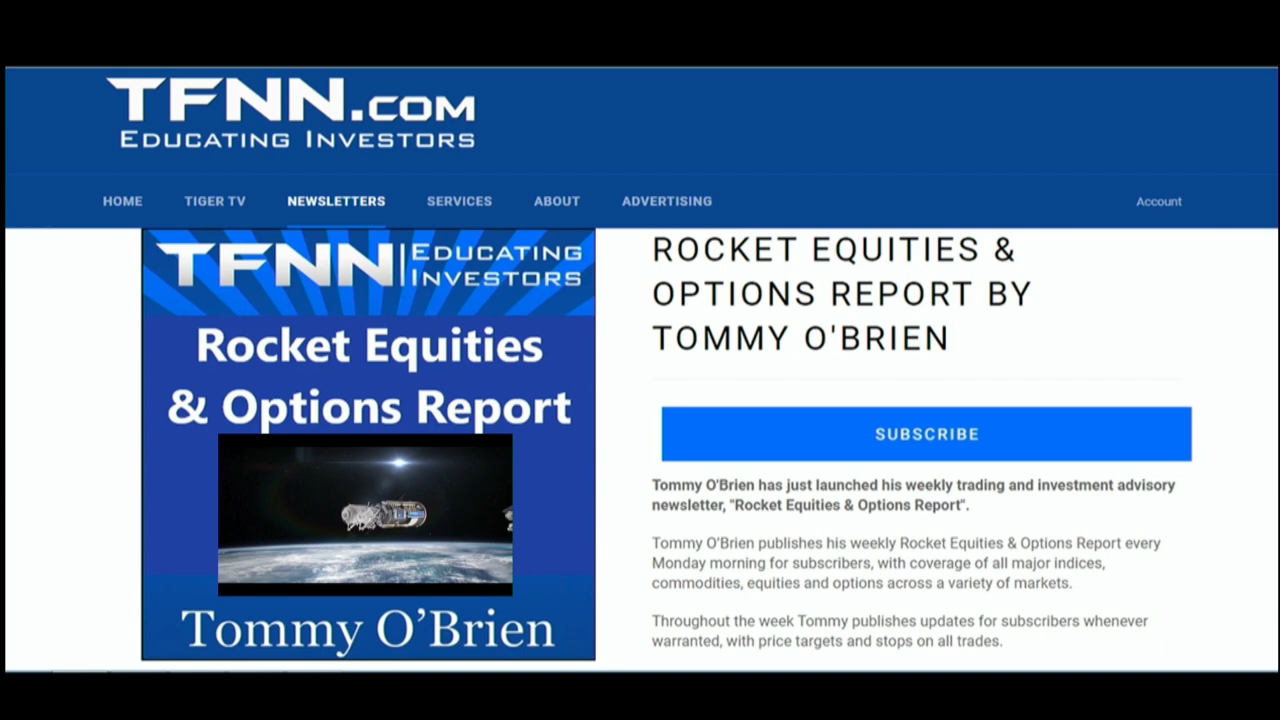 TFNN.COM
EDUCATING INVESTORS
HOME TIGER TV NEWSLETTERS SERVICES ABOUT ADVERTISING Account
TFNN EDUCATING
INVESTORS
Rocket Equities
& Options Report
Tommy O’Brien
ROCKET EQUITIES &
OPTIONS REPORT BY
TOMMY O'BRIEN
SUBSCRIBE
Tommy O'Brien has just launched his weekly trading and investment advisory
newsletter, "Rocket Equities & Options Report".
Tommy O'Brien publishes his weekly Rocket Equities & Options Report every
Monday morning for subscribers, with coverage of all major indices,
commodities, equities and options across a variety of markets.
Throughout the week Tommy publishes updates for subscribers whenever
warranted, with price targets and stops on all trades.